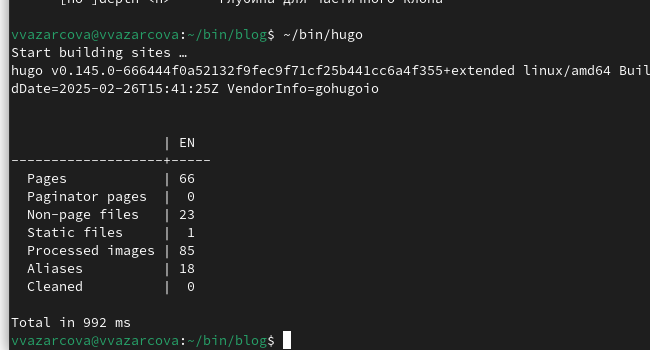 [no-]depth <n>      глубина для частичного клона
vvazarcova@vvazarcova:~/bin/blog$ ~/bin/hugo
Start building sites …
hugo v0.145.0-666444f0a52132f9fec9f71cf25b441cc6a4f355+extended linux/amd64 Buil
dDate=2025-02-26T15:41:25Z VendorInfo=gohugoio
                   | EN
-------------------+-----
  Pages            | 66
  Paginator pages  |  0
  Non-page files   | 23
  Static files     |  1
  Processed images | 85
  Aliases          | 18
  Cleaned          |  0
Total in 992 ms
vvazarcova@vvazarcova:~/bin/blog$